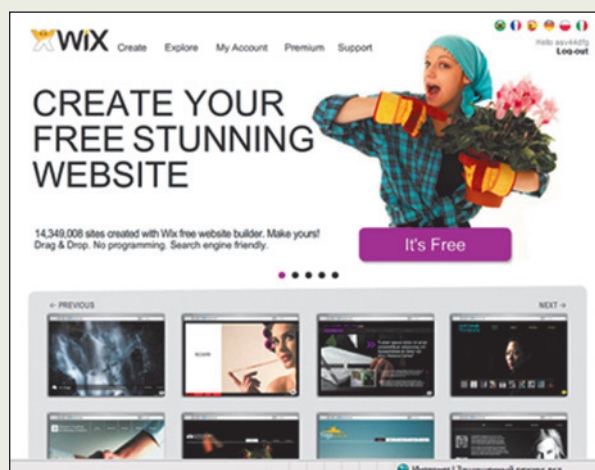 WiX
Create Explore My Account Premium Support
Log-out
CREATE YOUR
FREE STUNNING
WEBSITE
14,349,008 sites created with Wix free website builder. Make yours!
Drag & Drop. No programming. Search engine friendly.
It's Free
← PREVIOUS
NEXT →